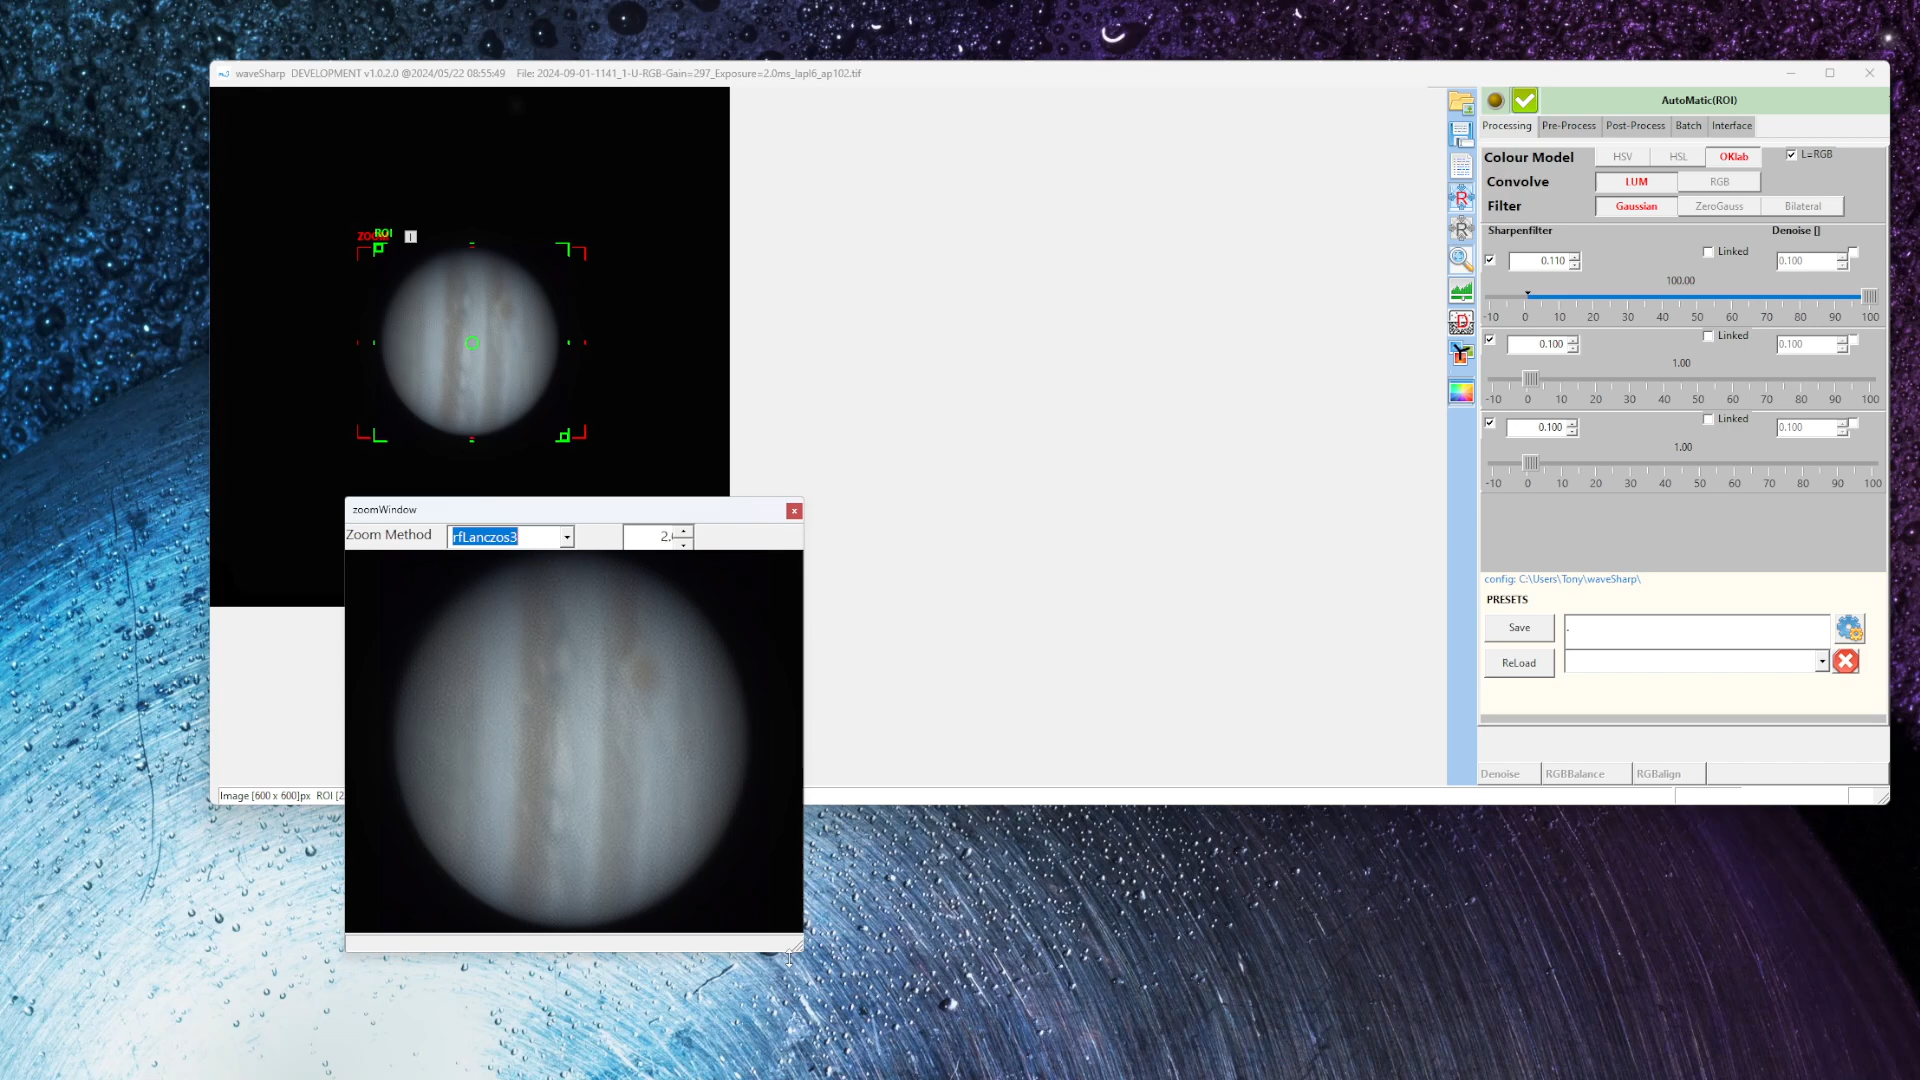 waveSharp DEVELOPMENT v1.0.2.0 @2024/05/22 08:55:49 File: 2024-09-01-1141_1-U-RGB-Gain=297_Exposure=2.0ms_lapl6_ap102.tif
AutoMatic(ROI)
Processing Pre-Process Post-Process Batch Interface
Colour Model HSV HSL OKlab L=RGB
Convolve LUM RGB
Filter Gaussian ZeroGauss Bilateral
Sharpenfilter Denoise []
0.110 Linked 0.100
100.00
-10 0 10 20 30 40 50 60 70 80 90 100
0.100 Linked 0.100
1.00
-10 0 10 20 30 40 50 60 70 80 90 100
0.100 Linked 0.100
1.00
-10 0 10 20 30 40 50 60 70 80 90 100
config: C:\Users\Tony\waveSharp\
PRESETS
Save .
ReLoad
Denoise RGBBalance RGBalign
R
R
D
ROI
zoomWindow
Zoom Method rfLanczos3 2.
Image [600 x 600]px ROI [2